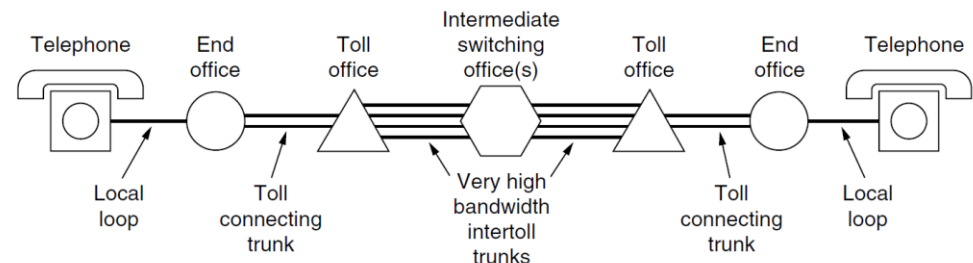 Telephone
End
office
Toll
office
Intermediate
switching
office(s)
Toll
office
End
office
Telephone
Local
loop
Toll
connecting
trunk
Very high
bandwidth
intertoll
trunks
Toll
connecting
trunk
Local
loop